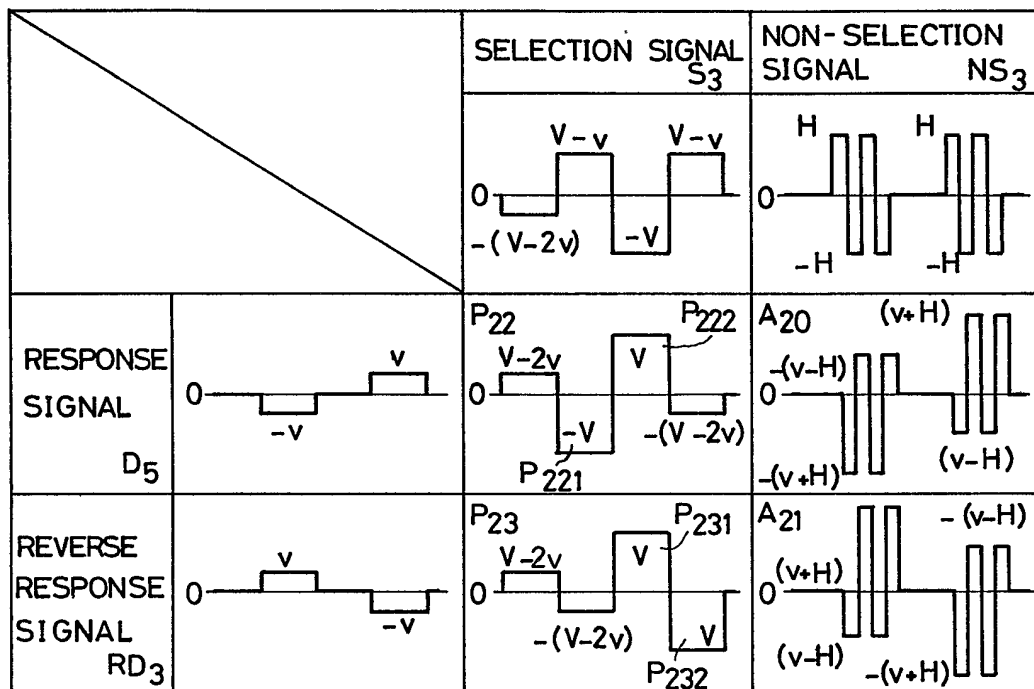 SELECTION SIGNAL
S3
NON-SELECTION
SIGNAL NS3
V-v V-v
0
-(V-2v) -V
H H
0
-H -H
RESPONSE
SIGNAL
D5
v
0
-v
P22 P222
V-2v V
0
-V -(V-2v)
P221
A20 (v+H)
-(v-H)
0
-(v+H) (v-H)
REVERSE
RESPONSE
SIGNAL
RD3
v
0
-v
P23 P231
V-2v V
0
-(V-2v) V
P232
A21 -(v-H)
(v+H)
0
(v-H) -(v+H)